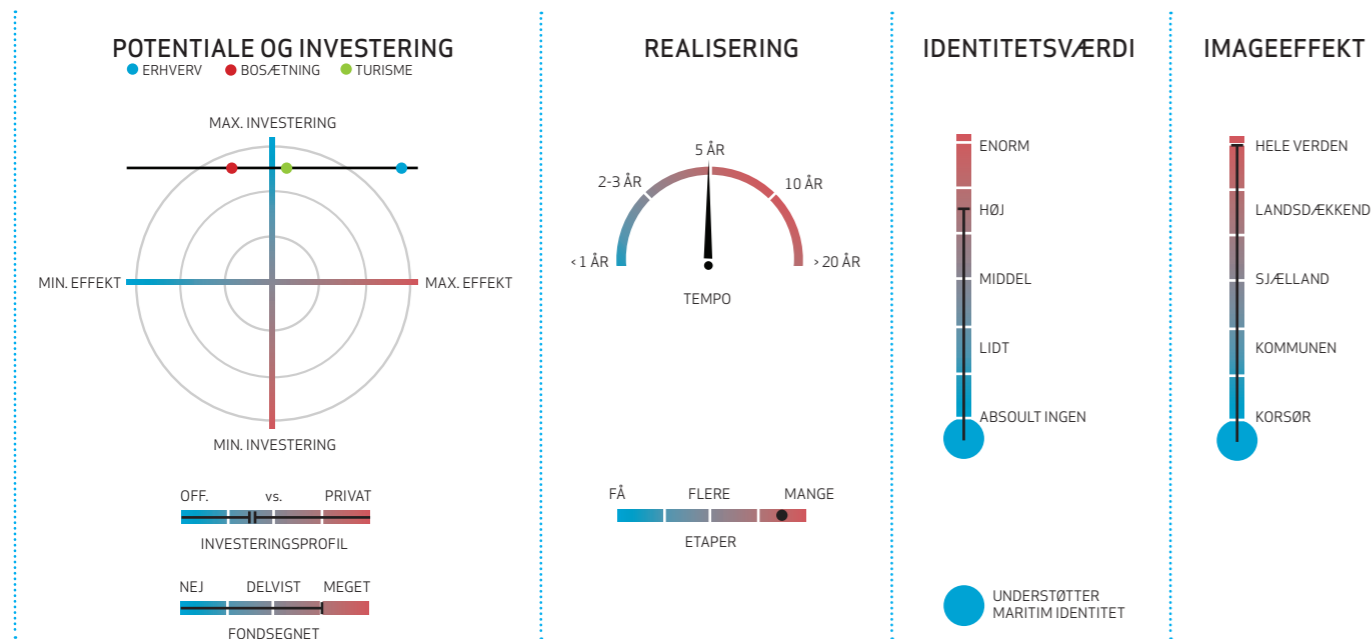 POTENTIALE OG INVESTERING
ERHVERV BOSÆTNING TURISME
MAX. INVESTERING
MIN. EFFEKT
MAX. EFFEKT
MIN. INVESTERING
OFF. vs. PRIVAT
INVESTERINGSPROFIL
NEJ DELVIST MEGET
FONDSEGNET
REALISERING
5 ÅR
2-3 ÅR
10 ÅR
< 1 ÅR
> 20 ÅR
TEMPO
FÅ FLERE MANGE
ETAPER
IDENTITETSVÆRDI
ENORM
HØJ
MIDDEL
LIDT
ABSOULT INGEN
UNDERSTØTTER
MARITIM IDENTITET
IMAGEEFFEKT
HELE VERDEN
LANDSDÆKKEND
SJÆLLAND
KOMMUNEN
KORSØR